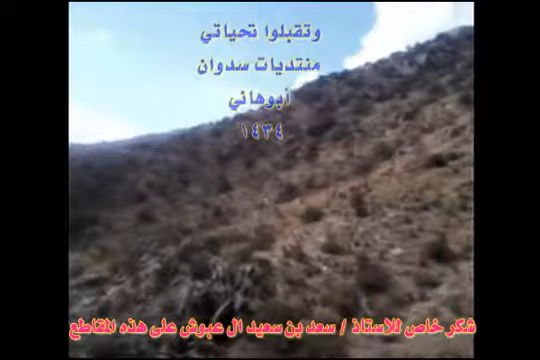 وتقبلوا تحياتي
منتديات سدوان
أبوهاني
١٤٣٤
شكر خاص للاستاذ / سعد بن سعيد ال عبوش على هذه المقاطع